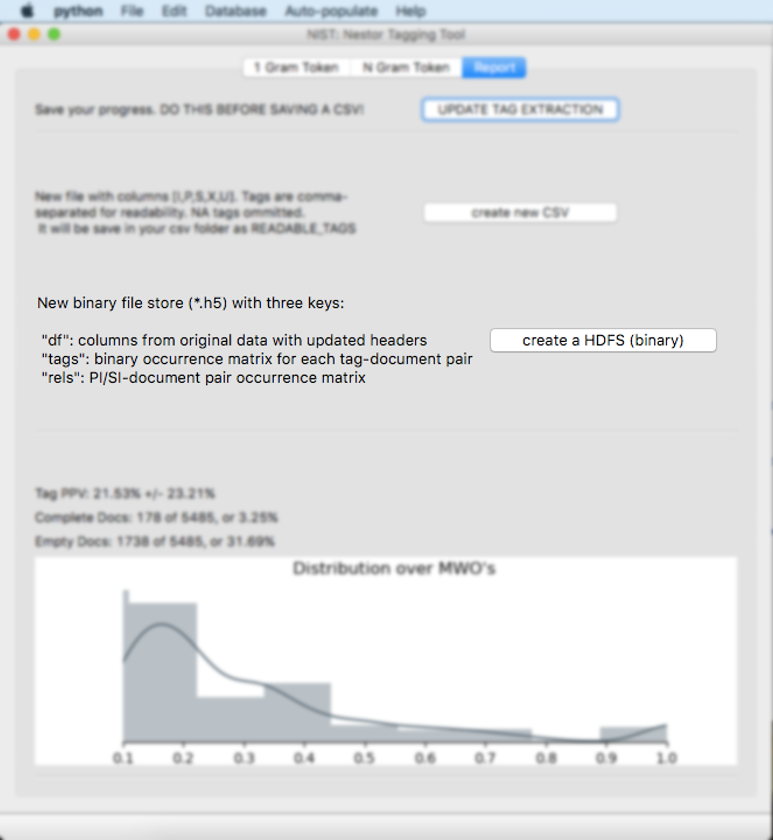 python File Edit Database Auto-populate Help
NIST: Nestor Tagging Tool
1 Gram Token N Gram Token Report
Save your progress. DO THIS BEFORE SAVING A CSV! UPDATE TAG EXTRACTION
New file with columns [I,P,S,X,U]. Tags are comma-
separated for readability. NA tags ommitted.
It will be save in your csv folder as READABLE_TAGS
create new CSV
New binary file store (*.h5) with three keys:
"df": columns from original data with updated headers
"tags": binary occurrence matrix for each tag-document pair
"rels": PI/SI-document pair occurrence matrix
create a HDFS (binary)
Tag PPV: 21.53% +/- 23.21%
Complete Docs: 178 of 5485, or 3.25%
Empty Docs: 1738 of 5485, or 31.69%
Distribution over MWO's
0.1 0.2 0.3 0.4 0.5 0.6 0.7 0.8 0.9 1.0